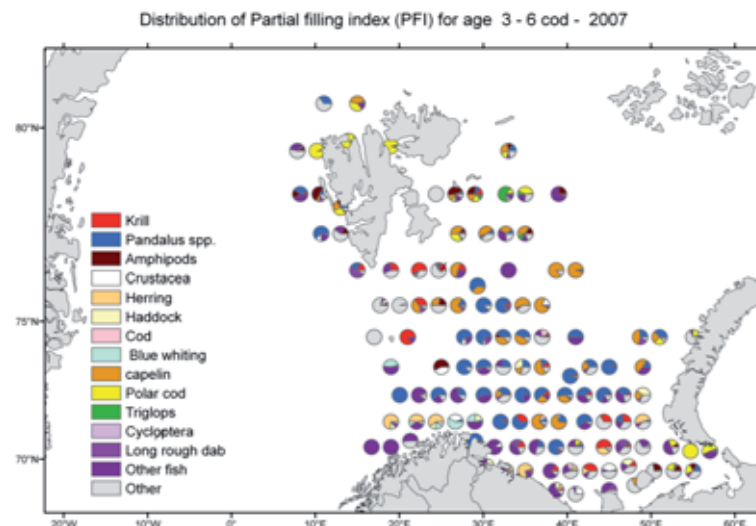 Distribution of Partial filling index (PFI) for age 3 - 6 cod - 2007
80°N
75°N
70°N
Krill
Pandalus spp.
Amphipods
Crustacea
Herring
Haddock
Cod
Blue whiting
capelin
Polar cod
Triglops
Cycloptera
Long rough dab
Other fish
Other
20°W
10°W
0°
10°E
20°E
30°E
40°E
50°E
60°E